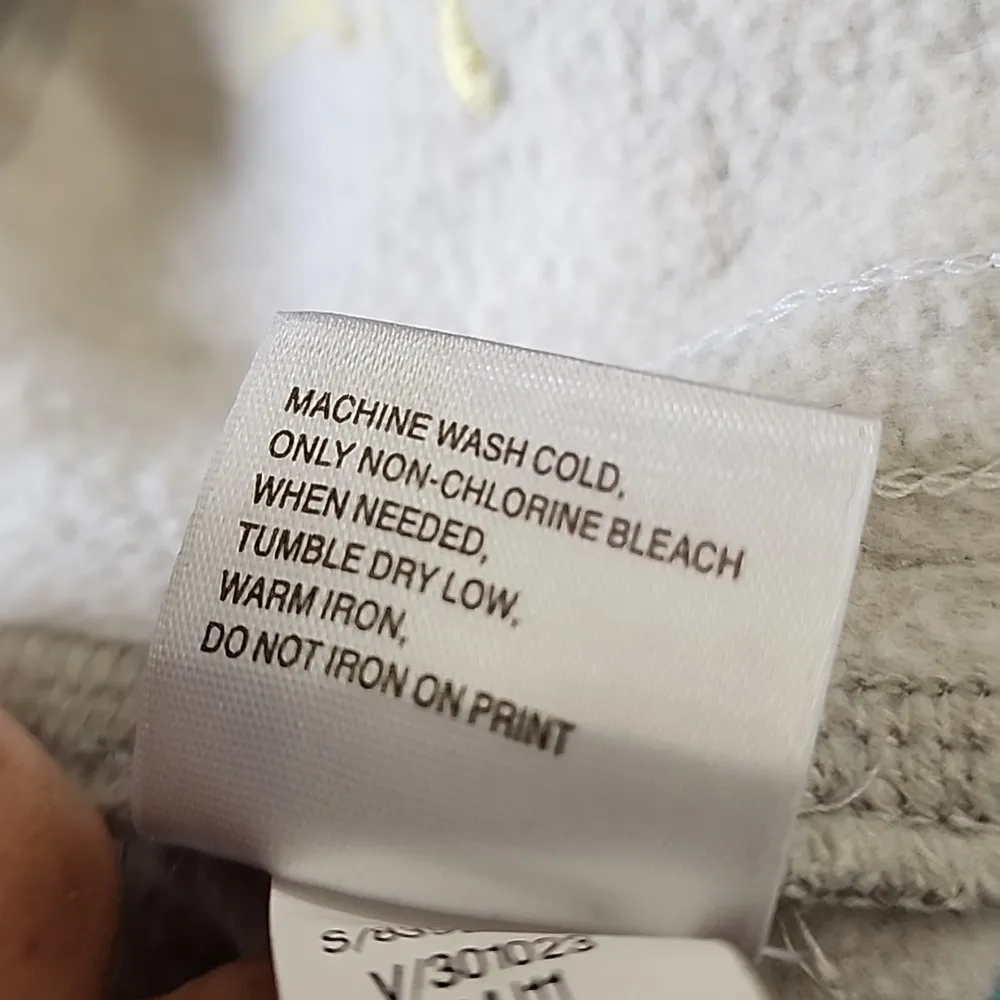 MACHINE WASH COLD,
ONLY NON-CHLORINE BLEACH
WHEN NEEDED,
TUMBLE DRY LOW,
WARM IRON,
DO NOT IRON ON PRINT
V/301023